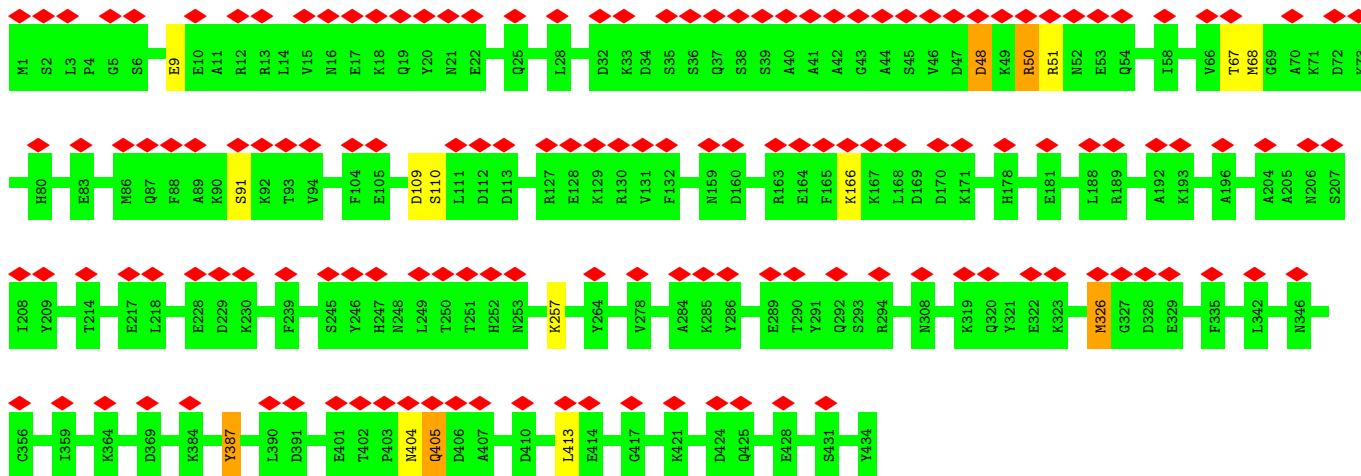 M1 S2 L3 P4 G5 S6 E9 E10 A11 R12 R13 L14 V15 N16 E17 K18 Q19 Y20 N21 E22 Q25 L28 D32 K33 D34 S35 S36 Q37 S38 S39 A40 A41 A42 G43 A44 S45 V46 D47 D48 K49 R50 R51 N52 E53 Q54 I58 V66 T67 M68 G69 A70 K71 D72
H80 E83 M86 Q87 F88 A89 K90 S91 K92 T93 V94 F104 E105 D109 S110 L111 D112 D113 R127 E128 K129 R130 V131 F132 N159 D160 R163 E164 F165 K166 K167 L168 D169 D170 K171 H178 E181 L188 R189 A192 K193 A196 A204 A205 N206 S207
I208 Y209 T214 E217 L218 E228 D229 K230 F239 S245 Y246 H247 N248 L249 T250 T251 H252 N253 K257 Y264 V278 A284 K285 Y286 E289 T290 Y291 Q292 S293 R294 N308 K319 Q320 Y321 E322 K323 M326 G327 D328 E329 F335 L342 N346
C356 I359 K364 D369 K384 Y387 L390 D391 E401 T402 P403 N404 Q405 D406 A407 D410 L413 E414 G417 K421 D424 Q425 E428 S431 Y434